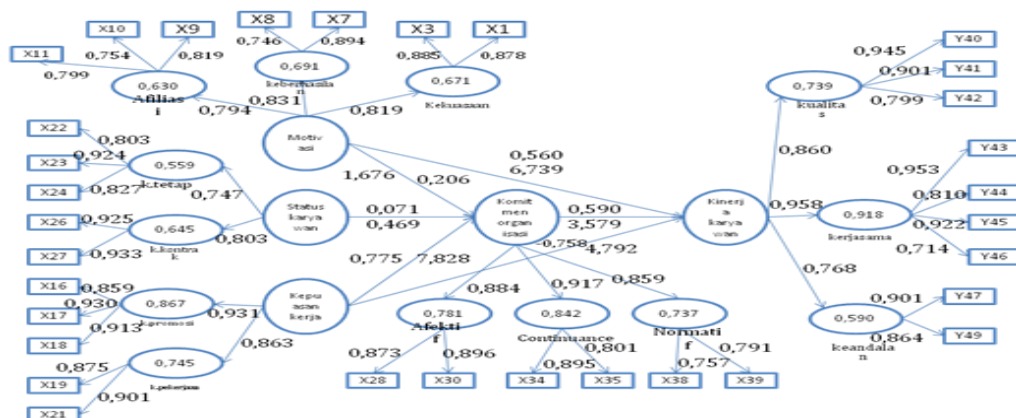 X10
X9
X8
X7
X3
X1
X11
0,754
0,819
0,746
0,894
0,885
0,878
0,799
0,630
Afilias
i
0,691
keberhasila
n
0,671
Kekuasaan
0,794
0,831
0,819
Motiv
asi
X22
X23
X24
0,803
0,924
0,827
0,559
k.tetap
0,747
X26
X27
0,925
0,933
0,645
k.kontra
k
0,803
Status
karya
wan
X16
X17
X18
0,859
0,930
0,913
0,867
k.promosi
0,931
X19
X21
0,875
0,901
0,745
0,863
Kepu
asan
kerja
1,676
0,206
0,071
0,469
0,775
7,828
Komit
men
organ
isasi
0,560
6,739
0,590
3,579
-0,758
4,792
Kinerj
a
karya
wan
0,884
0,917
0,859
0,781
Afekti
f
0,842
Continuance
0,737
Normati
f
0,873
0,896
0,895
0,801
0,757
0,791
X28
X30
X34
X35
X38
X39
0,860
0,958
0,768
0,739
kualita
s
0,945
0,901
0,799
Y40
Y41
Y42
0,918
kerjasama
0,953
0,810
0,922
0,714
Y43
Y44
Y45
Y46
0,590
keandala
n
0,901
0,864
Y47
Y49